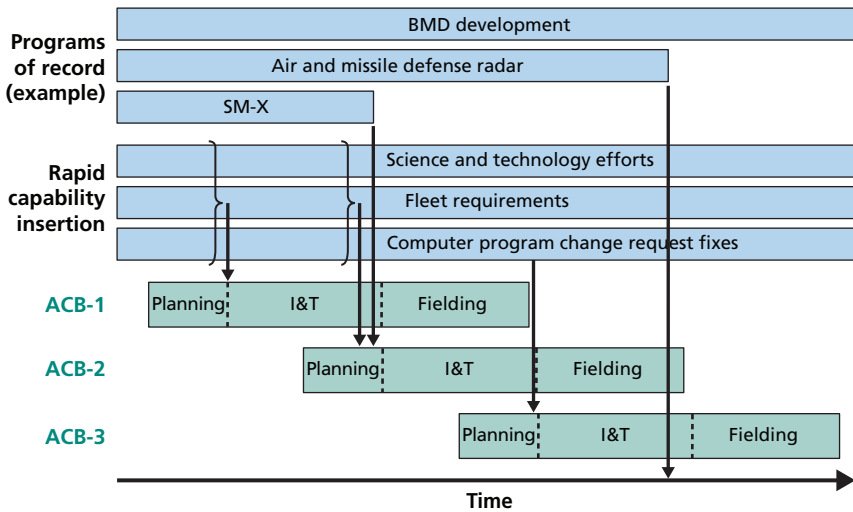 Programs
of record
(example)
BMD development
Air and missile defense radar
SM-X
Rapid
capability
insertion
Science and technology efforts
Fleet requirements
Computer program change request fixes
ACB-1
Planning
I&T
Fielding
ACB-2
Planning
I&T
Fielding
ACB-3
Planning
I&T
Fielding
Time